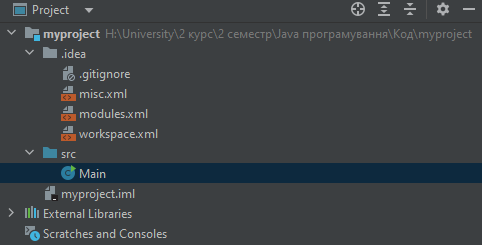 Project
myproject H:\University\2 курс\2 семестр\Java програмування\Код\myproject
.idea
.gitignore
misc.xml
modules.xml
workspace.xml
src
Main
myproject.iml
External Libraries
Scratches and Consoles